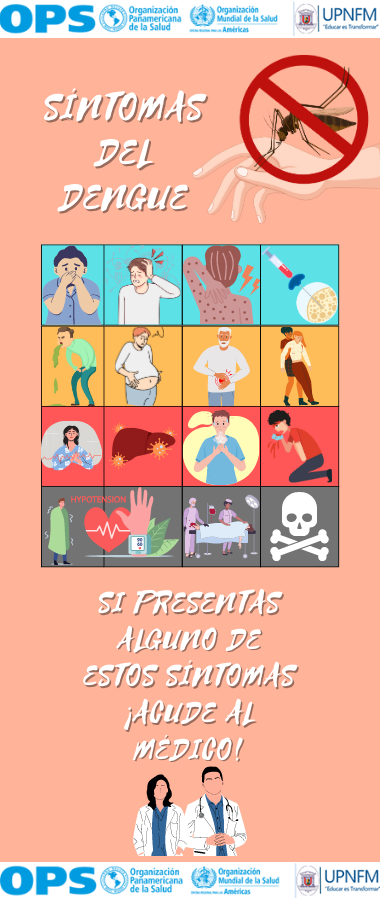 OPS
Organización
Panamericana
de la Salud
Organización
Mundial de la Salud
Américas
UPNFM
"Educar es Transformar"
SÍNTOMAS
DEL
DENGUE
HYPOTENSION
SI PRESENTAS
ALGUNO DE
ESTOS SÍNTOMAS
¡ACUDE AL
MÉDICO!
OPS
Organización
Panamericana
de la Salud
Organización
Mundial de la Salud
Américas
UPNFM
"Educar es Transformar"